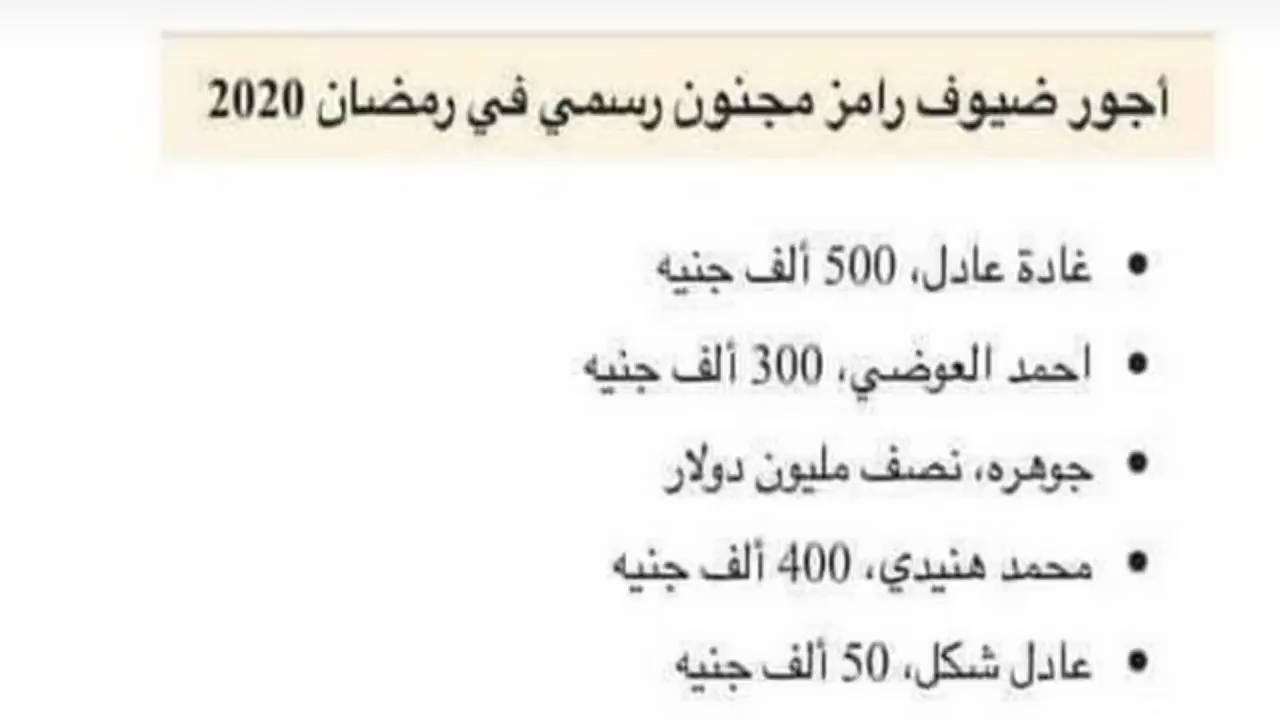 أجور ضيوف رامز مجنون رسمي في رمضان 2020
• غادة عادل، 500 ألف جنيه
• احمد العوضي، 300 ألف جنيه
• جوهره، نصف مليون دولار
• محمد هنيدي، 400 ألف جنيه
• عادل شكل، 50 ألف جنيه